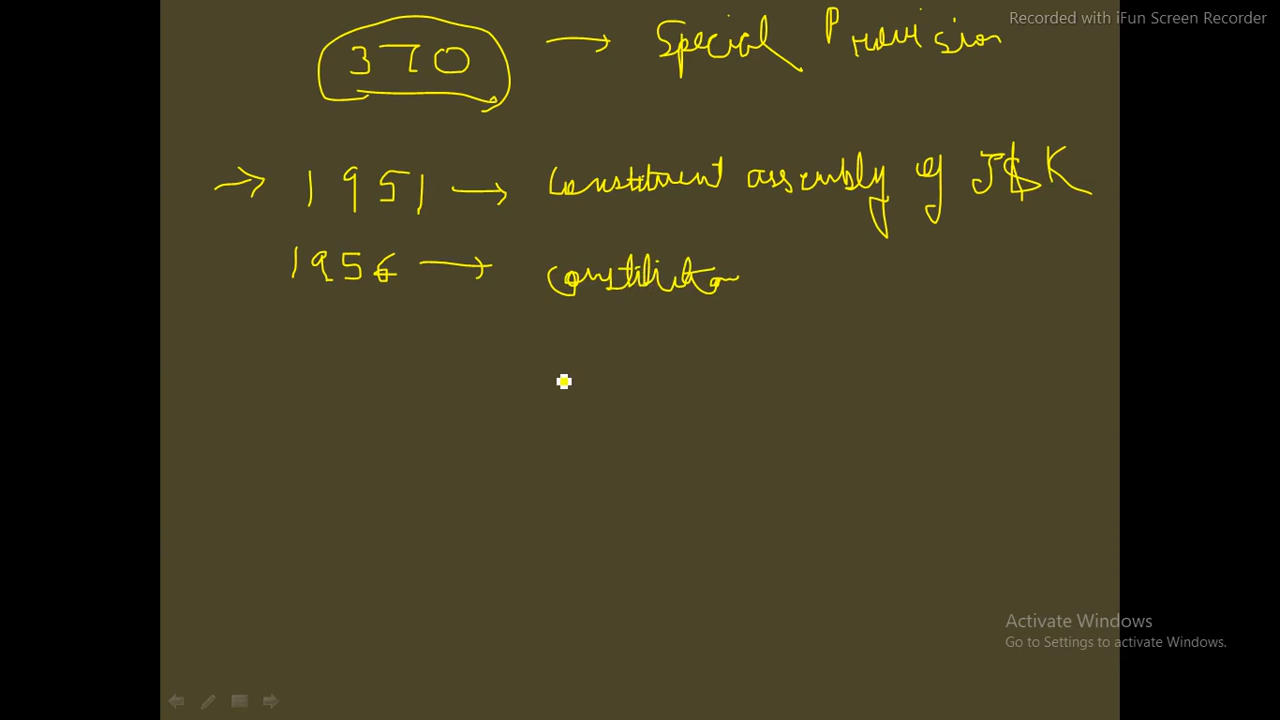 Recorded with iFun Screen Recorder
370 → Special Provision
→ 1951 → Constituent assembly of J&K
1956 → Constitution
Activate Windows
Go to Settings to activate Windows.